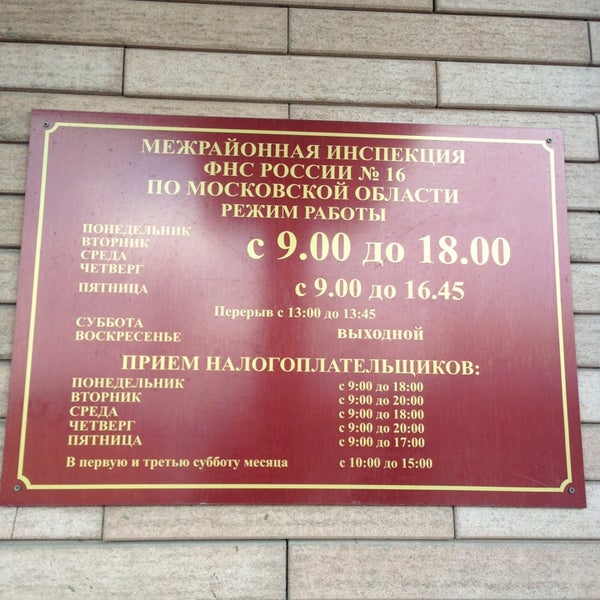 МЕЖРАЙОННАЯ ИНСПЕКЦИЯ
ФНС РОССИИ № 16
ПО МОСКОВСКОЙ ОБЛАСТИ
РЕЖИМ РАБОТЫ
ПОНЕДЕЛЬНИК
ВТОРНИК
СРЕДА
ЧЕТВЕРГ
с 9.00 до 18.00
ПЯТНИЦА с 9.00 до 16.45
Перерыв с 13:00 до 13:45
СУББОТА
ВОСКРЕСЕНЬЕ
ВЫХОДНОЙ
ПРИЕМ НАЛОГОПЛАТЕЛЬЩИКОВ:
ПОНЕДЕЛЬНИК с 9:00 до 18:00
ВТОРНИК с 9:00 до 20:00
СРЕДА с 9:00 до 18:00
ЧЕТВЕРГ с 9:00 до 20:00
ПЯТНИЦА с 9:00 до 17:00
В первую и третью субботу месяца с 10:00 до 15:00